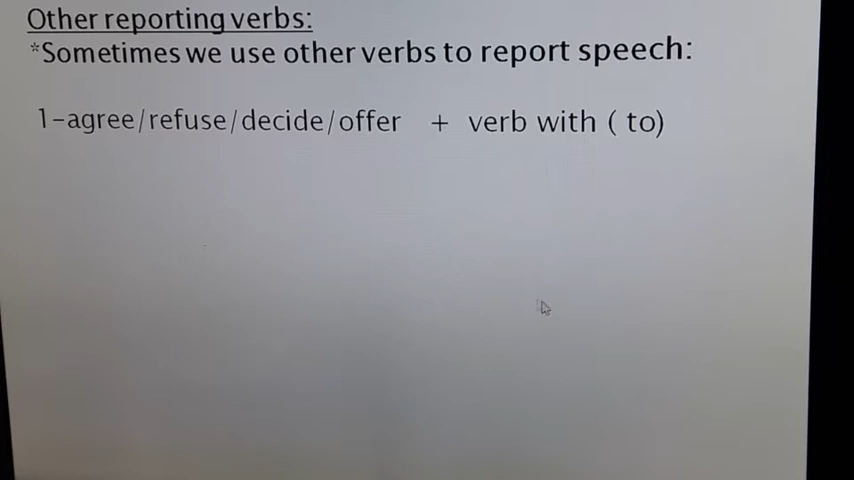 Other reporting verbs:
*Sometimes we use other verbs to report speech:
1-agree/refuse/decide/offer + verb with ( to)